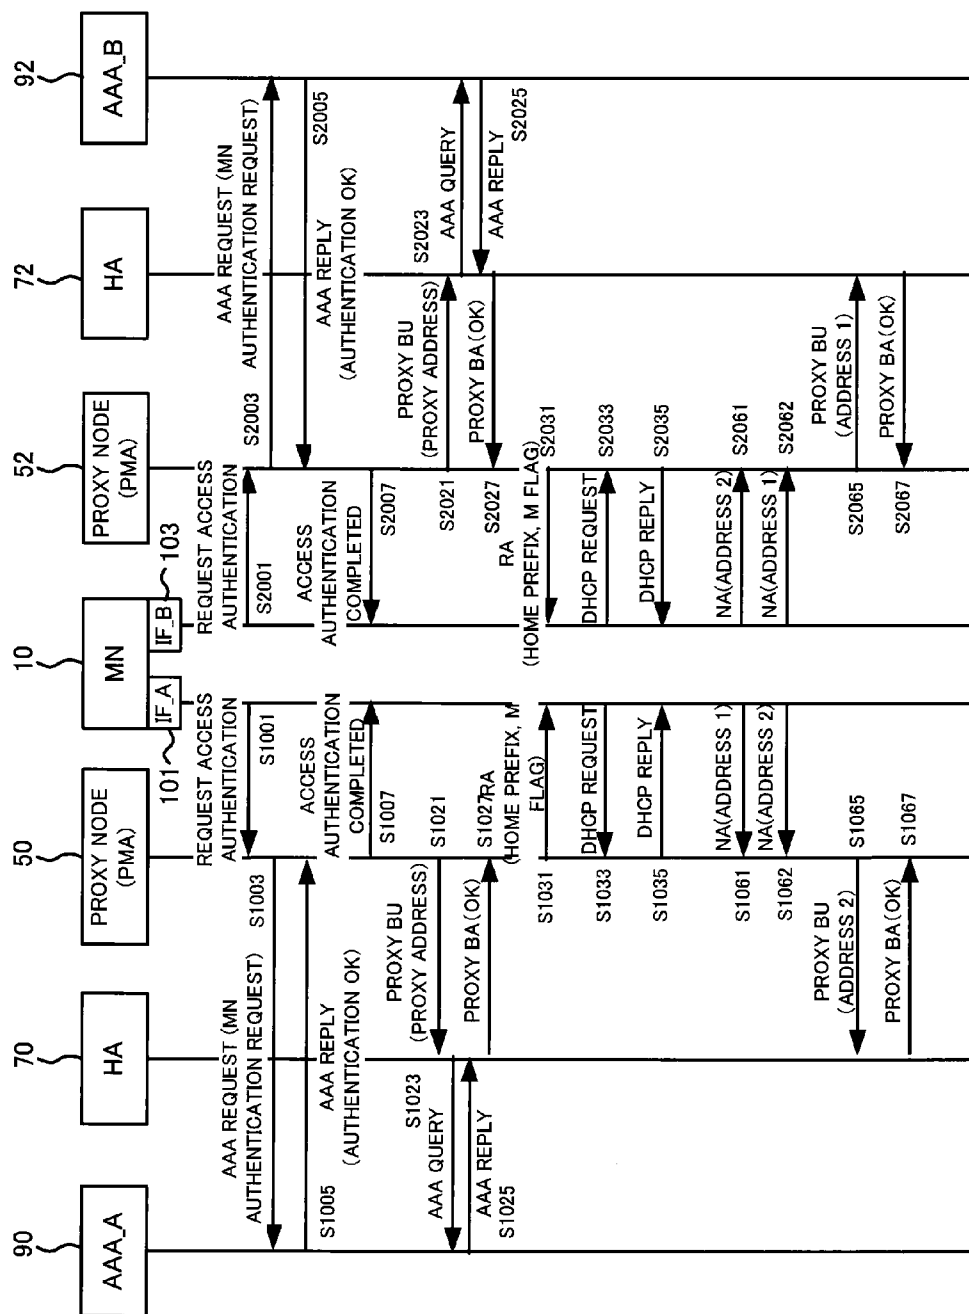 90
AAA_A
70
HA
50
PROXY NODE
(PMA)
10
MN
IF_A
IF_B
101
103
52
PROXY NODE
(PMA)
72
HA
92
AAA_B
REQUEST ACCESS
AUTHENTICATION
S1001
S1003
AAA REQUEST (MN
AUTHENTICATION REQUEST)
S1005
AAA REPLY
(AUTHENTICATION OK)
ACCESS
AUTHENTICATION
COMPLETED
S1007
S1021
PROXY BU
(PROXY ADDRESS)
S1023
AAA QUERY
AAA REPLY
S1025
PROXY BA(OK)
S1027
RA
(HOME PREFIX, M
FLAG)
S1031
DHCP REQUEST
S1033
DHCP REPLY
S1035
NA(ADDRESS 1)
S1061
NA(ADDRESS 2)
S1062
S1065
PROXY BU
(ADDRESS 2)
PROXY BA(OK)
S1067
REQUEST ACCESS
AUTHENTICATION
S2001
S2003
AAA REQUEST (MN
AUTHENTICATION REQUEST)
S2005
AAA REPLY
(AUTHENTICATION OK)
ACCESS
AUTHENTICATION
COMPLETED
S2007
S2021
PROXY BU
(PROXY ADDRESS)
S2023
AAA QUERY
AAA REPLY
S2025
PROXY BA(OK)
S2027
RA
(HOME PREFIX, M FLAG)
S2031
DHCP REQUEST
S2033
DHCP REPLY
S2035
NA(ADDRESS 2)
S2061
NA(ADDRESS 1)
S2062
PROXY BU
(ADDRESS 1)
S2065
PROXY BA(OK)
S2067